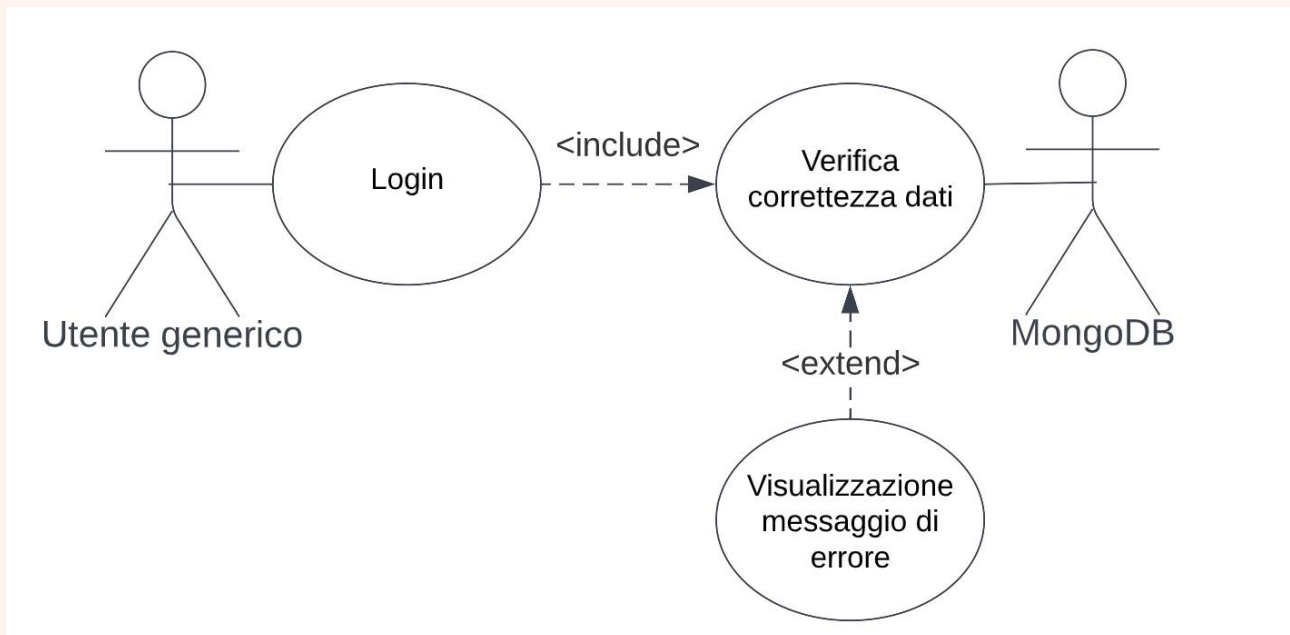 Login
<include>
Verifica
correttezza dati
Utente generico
MongoDB
<extend>
Visualizzazione
messaggio di
errore